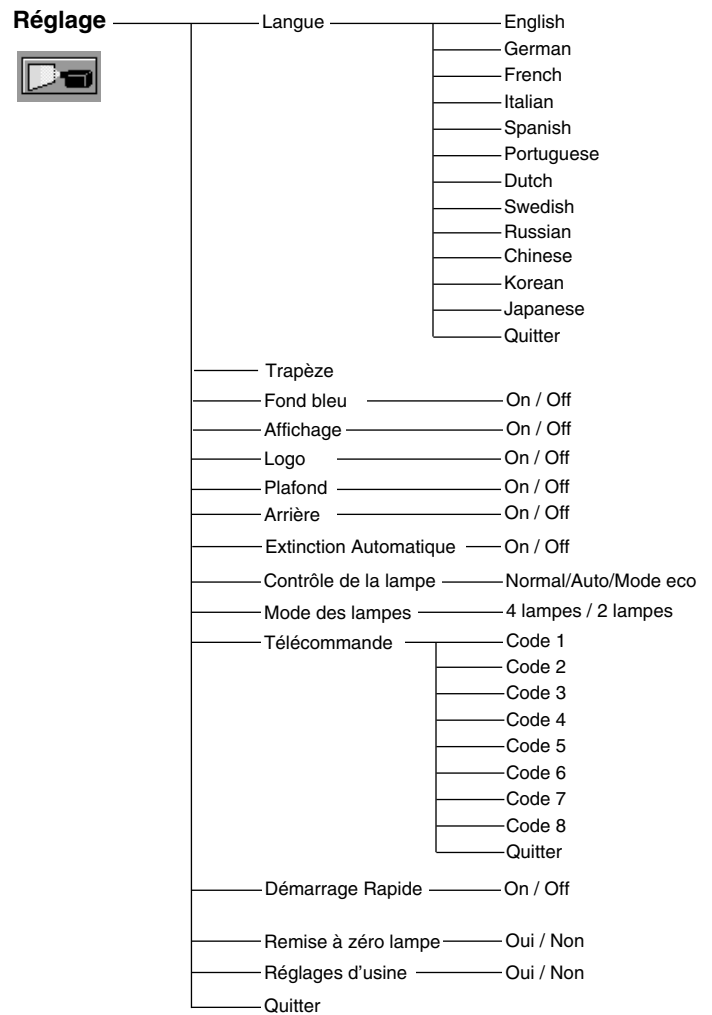 Réglage Langue English
German
French
Italian
Spanish
Portuguese
Dutch
Swedish
Russian
Chinese
Korean
Japanese
Quitter
Trapèze
Fond bleu On / Off
Affichage On / Off
Logo On / Off
Plafond On / Off
Arrière On / Off
Extinction Automatique On / Off
Contrôle de la lampe Normal/Auto/Mode eco
Mode des lampes 4 lampes / 2 lampes
Télécommande Code 1
Code 2
Code 3
Code 4
Code 5
Code 6
Code 7
Code 8
Quitter
Démarrage Rapide On / Off
Remise à zéro lampe Oui / Non
Réglages d'usine Oui / Non
Quitter